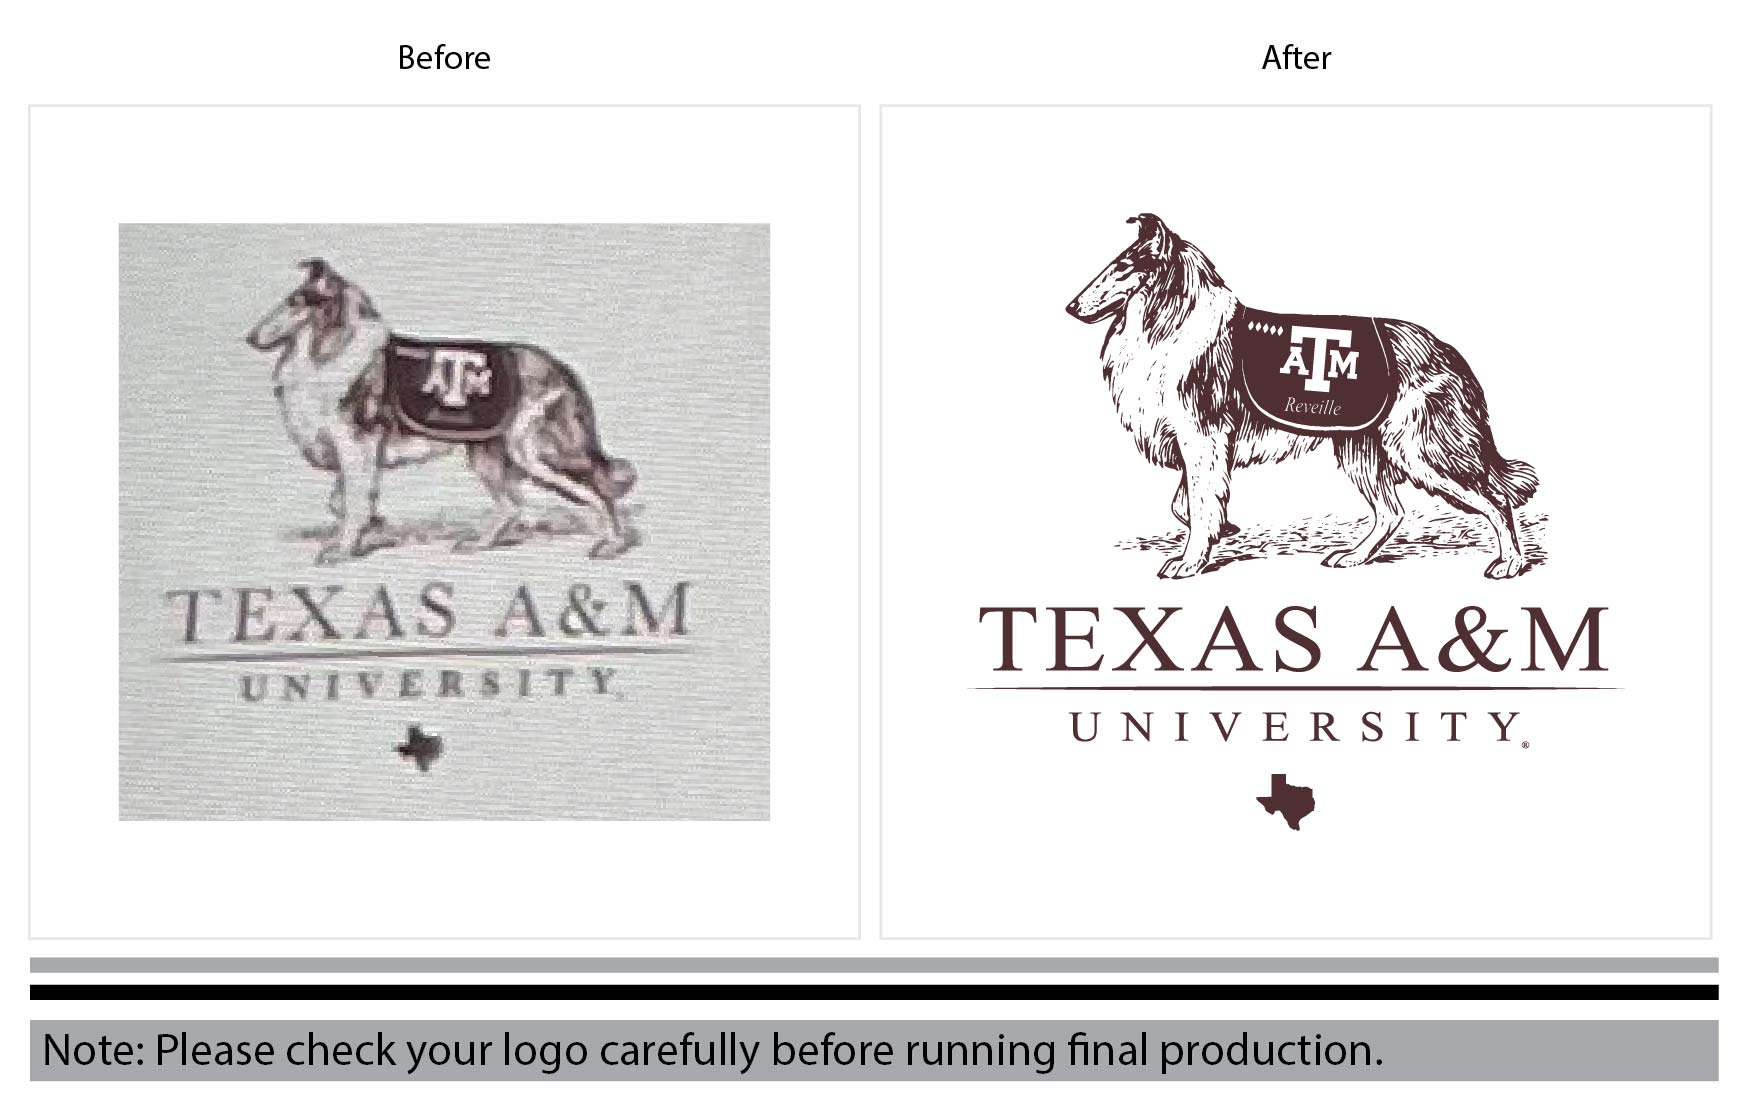 Before
After
ATM
TEXAS A&M
UNIVERSITY
ATM
Reveille
TEXAS A&M
UNIVERSITY®
Note: Please check your logo carefully before running final production.